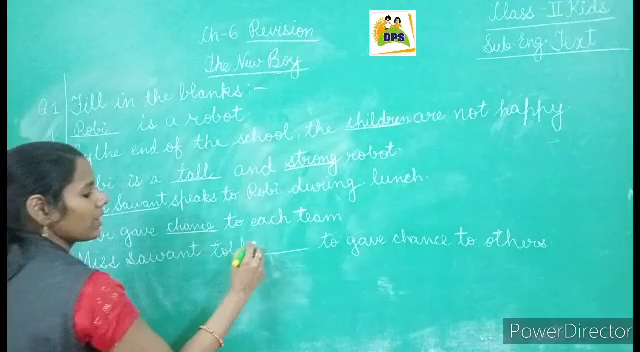 Ch-6 Revision
The New Boy
Class - II Kids
Sub. Eng. Text
DPS
Q1 Fill in the blanks:-
Robi is a robot.
the end of the school, the children are not happy
bi is a tall and strong robot.
Sawant speaks to Robi during lunch.
gave chance to each team
Miss Sawant tol to gave chance to others
PowerDirector